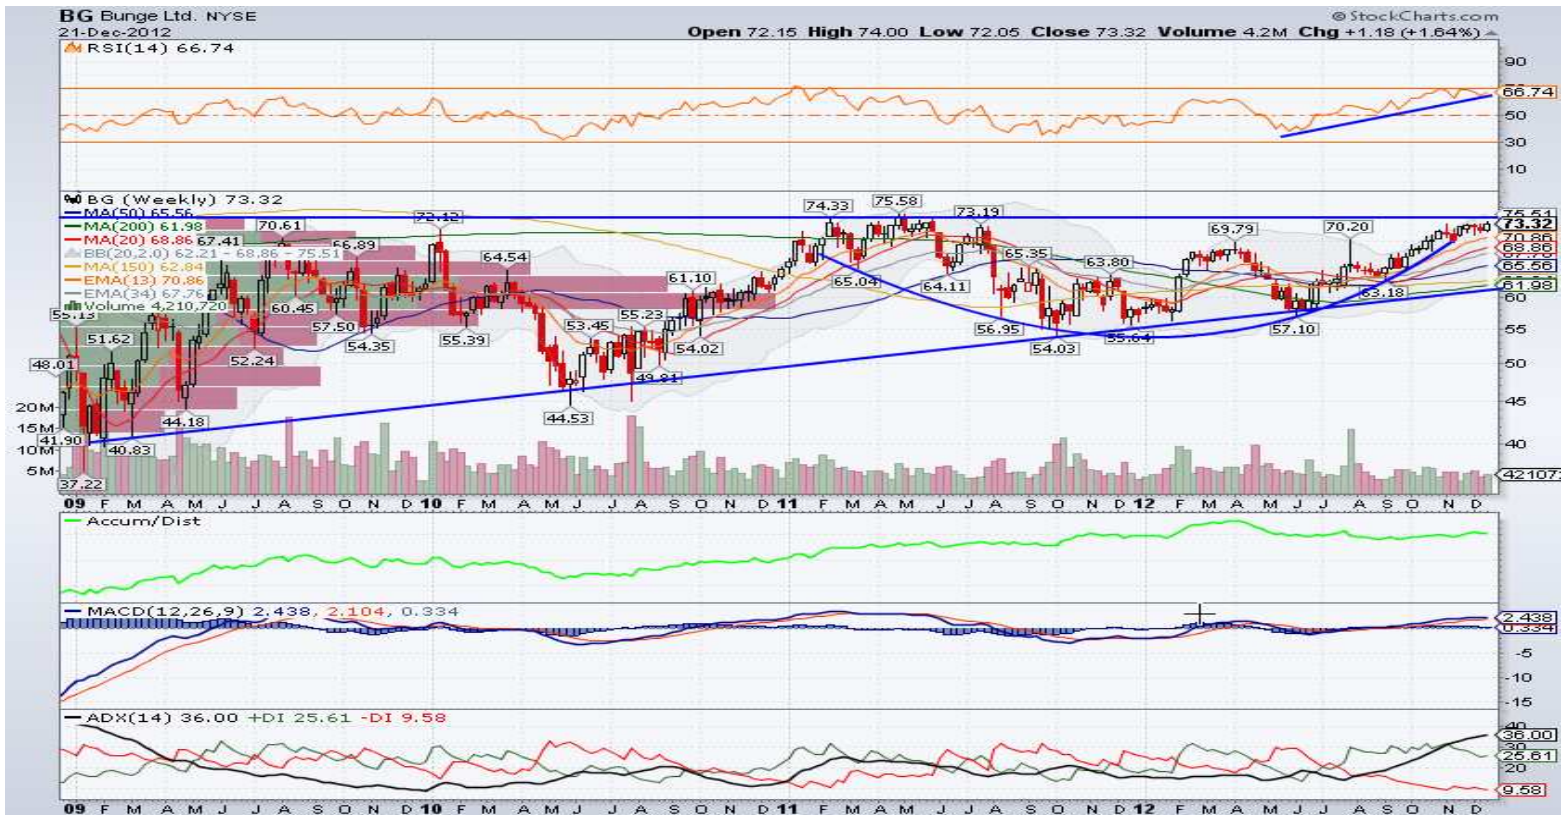 BG Bunge Ltd. NYSE © StockCharts.com
21-Dec-2012 Open 72.15 High 74.00 Low 72.05 Close 73.32 Volume 4.2M Chg +1.18 (+1.64%)
RSI(14) 66.74
90
66.74
50
30
10
BG (Weekly) 73.32
MA(50) 65.56
MA(200) 61.98
MA(20) 68.86
BB(20,2.0) 62.21 - 68.86 - 75.51
MA(150) 62.84
EMA(13) 70.86
EMA(34) 67.76
Volume 4,210,720
74.33 75.58 73.19
70.61 72.12 69.79 70.20
67.41 66.89 64.54 61.10 65.04 64.11 65.35 63.80 63.18
60.45 57.50 54.35 55.39 53.45 55.23 54.02 56.95 54.03 55.64 57.10
55.13 51.62 52.24 49.81
48.01 44.18 44.53
41.90 40.83
37.22
75.51
73.32
70.86
68.86
65.56
61.98
60
55
50
45
40
20M
15M
10M
5M
09 F M A M J J A S O N D 10 F M A M J J A S O N D 11 F M A M J J A S O N D 12 F M A M J J A S O N D
Accum/Dist
MACD(12,26,9) 2.438, 2.104, 0.334
2.438
0.334
-5
-10
-15
ADX(14) 36.00 +DI 25.61 -DI 9.58
40
36.00
30
25.61
20
9.58
09 F M A M J J A S O N D 10 F M A M J J A S O N D 11 F M A M J J A S O N D 12 F M A M J J A S O N D